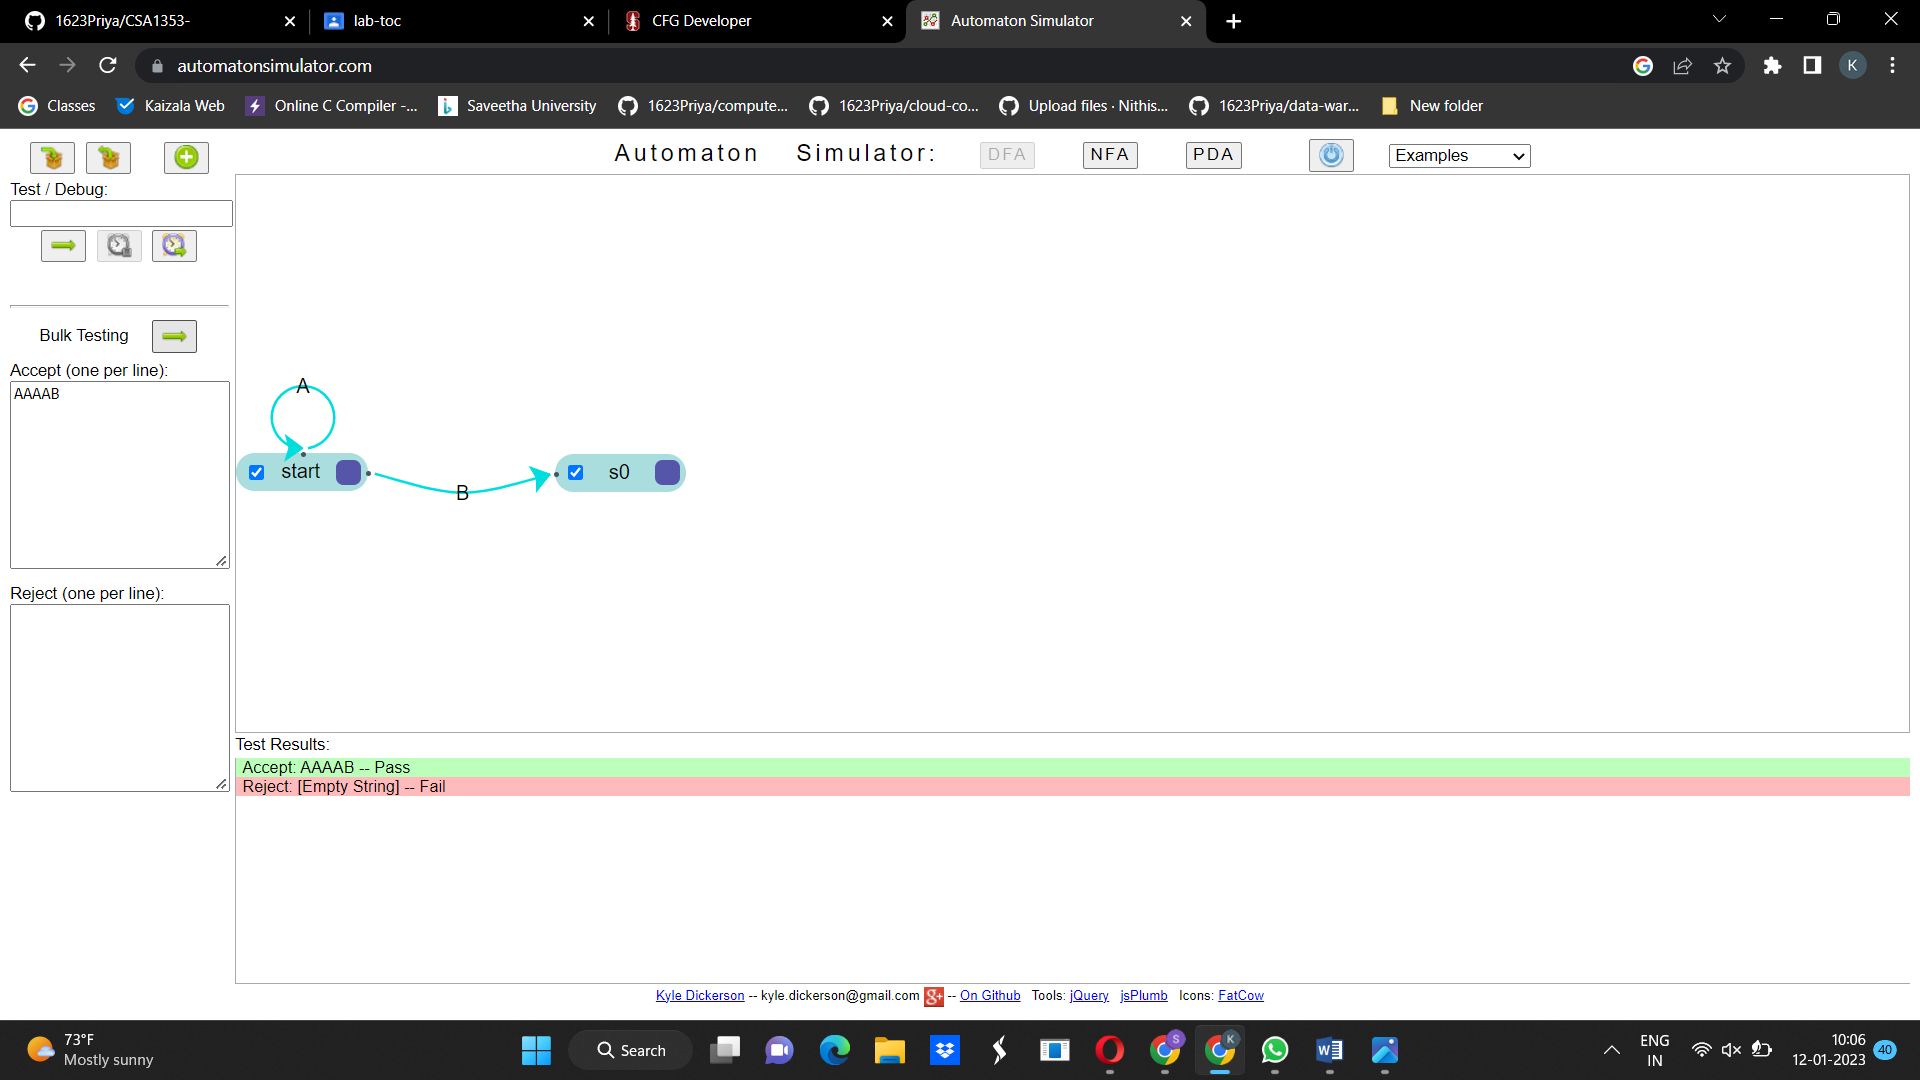 1623Priya/CSA1353-
lab-toc
CFG Developer
Automaton Simulator
automatonsimulator.com
K
Classes
Kaizala Web
Online C Compiler -...
Saveetha University
1623Priya/compute...
1623Priya/cloud-co...
Upload files · Nithis...
1623Priya/data-war...
New folder
Automaton Simulator:
DFA
NFA
PDA
Examples
Test / Debug:
Bulk Testing
Accept (one per line):
AAAAB
A
start
B
s0
Reject (one per line):
Test Results:
Accept: AAAAB -- Pass
Reject: [Empty String] -- Fail
Kyle Dickerson -- kyle.dickerson@gmail.com g+ -- On Github Tools: jQuery jsPlumb Icons: FatCow
73°F
Mostly sunny
Search
S
K
ENG
IN
10:06
12-01-2023
40